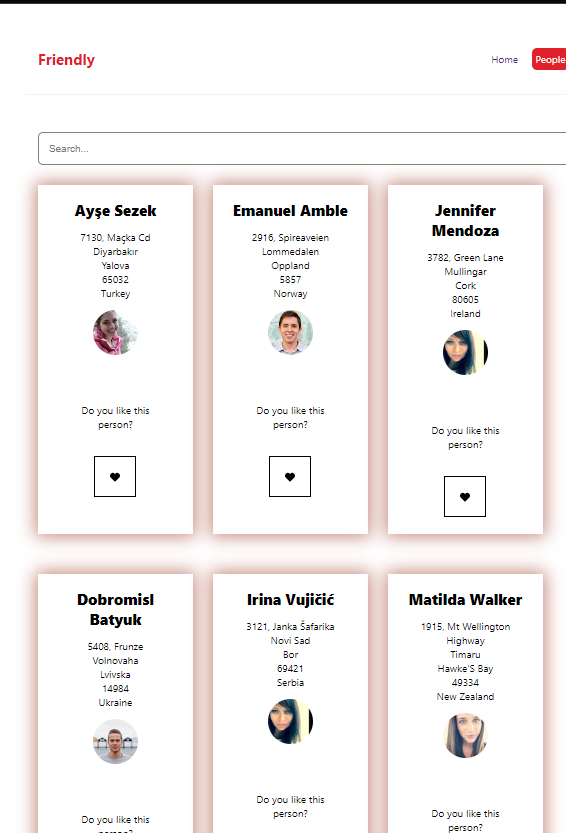 Friendly
Home
People
Search...
Ayşe Sezek
7130, Maçka Cd
Diyarbakır
Yalova
65032
Turkey
Do you like this
person?
Emanuel Amble
2916, Spireaveien
Lommedalen
Oppland
5857
Norway
Do you like this
person?
Jennifer
Mendoza
3782, Green Lane
Mullingar
Cork
80605
Ireland
Do you like this
person?
Dobromisl
Batyuk
5408, Frunze
Volnovaha
Lvivska
14984
Ukraine
Do you like this
person?
Irina Vujičić
3121, Janka Šafarika
Novi Sad
Bor
69421
Serbia
Do you like this
person?
Matilda Walker
1915, Mt Wellington
Highway
Timaru
Hawke'S Bay
49334
New Zealand
Do you like this
person?